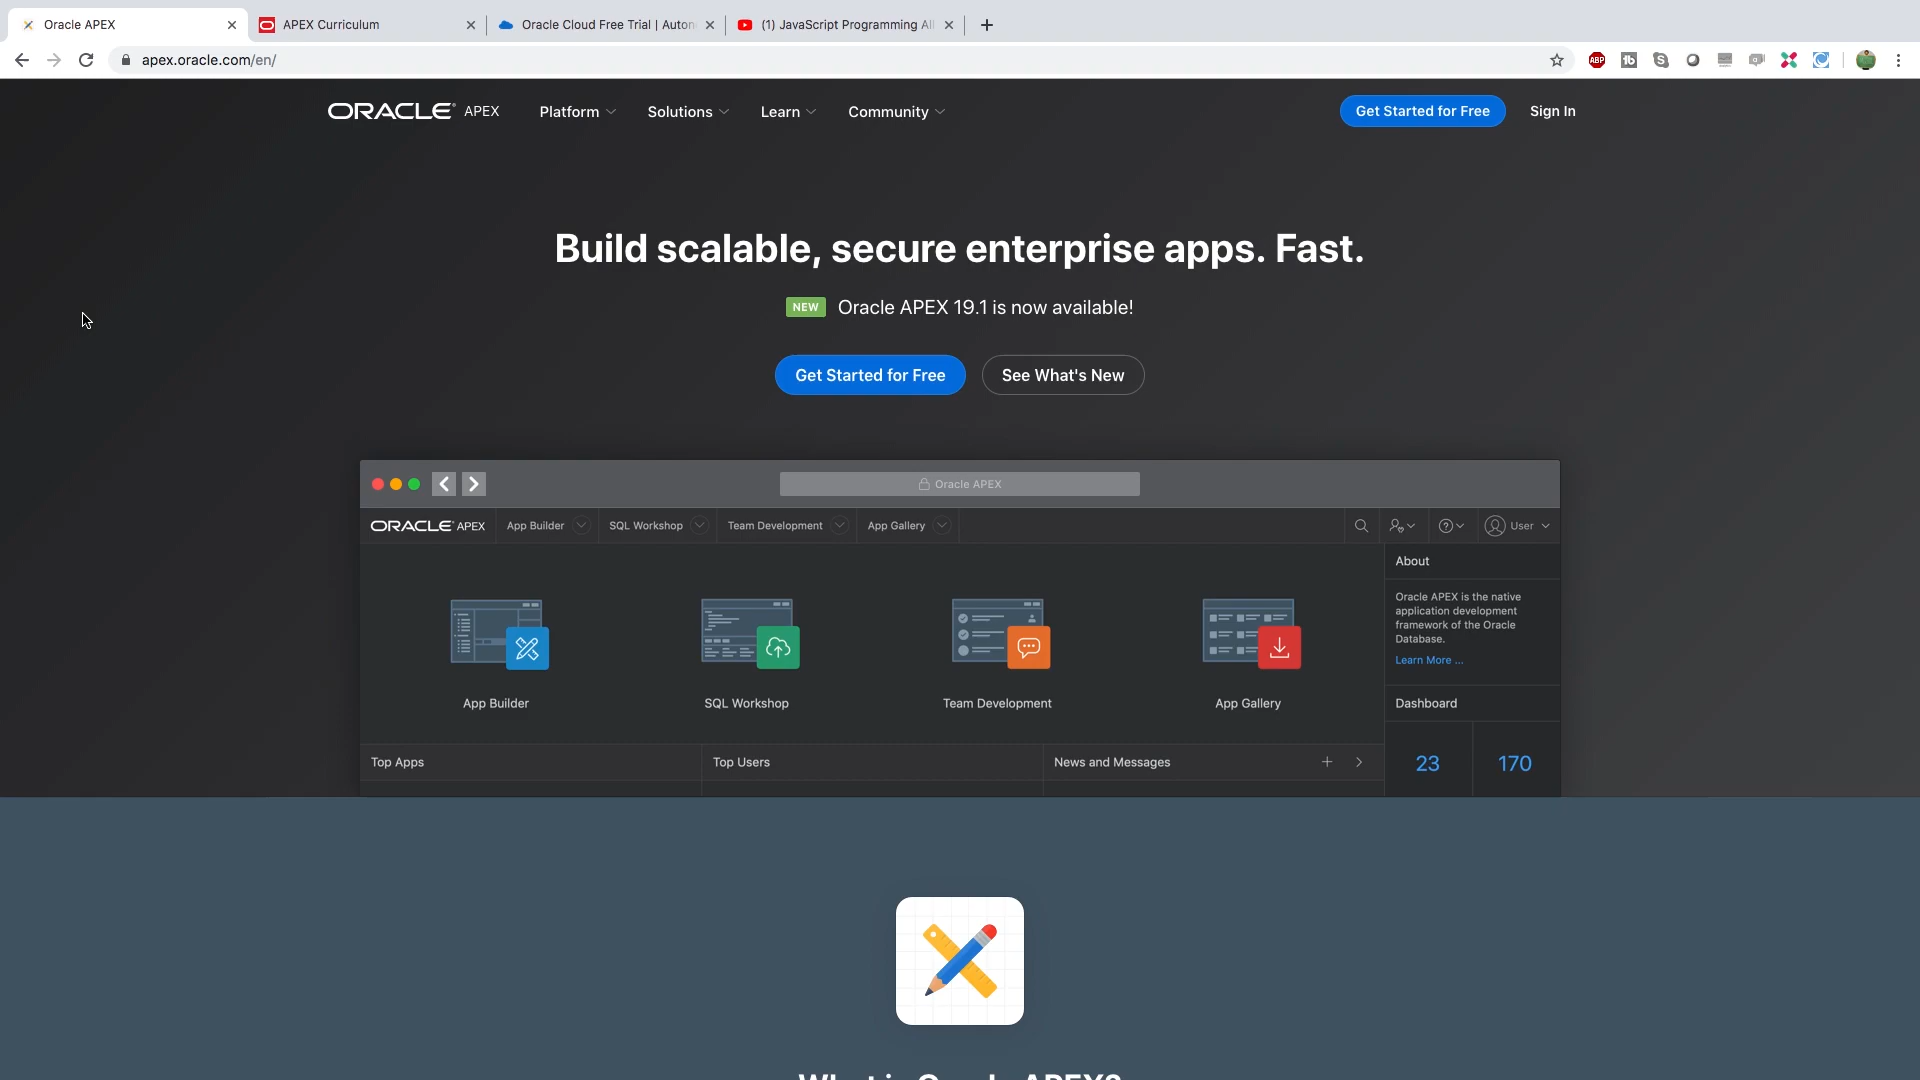 Oracle APEX
APEX Curriculum
Oracle Cloud Free Trial | Auton
(1) JavaScript Programming All
apex.oracle.com/en/
ABP
ORACLE APEX
Platform
Solutions
Learn
Community
Get Started for Free
Sign In
Build scalable, secure enterprise apps. Fast.
NEW Oracle APEX 19.1 is now available!
Get Started for Free
See What's New
Oracle APEX
ORACLE APEX
App Builder
SQL Workshop
Team Development
App Gallery
User
About
Oracle APEX is the native
application development
framework of the Oracle
Database.
Learn More ...
App Builder
SQL Workshop
Team Development
App Gallery
Dashboard
Top Apps
Top Users
News and Messages
23
170
What is Oracle APEX?